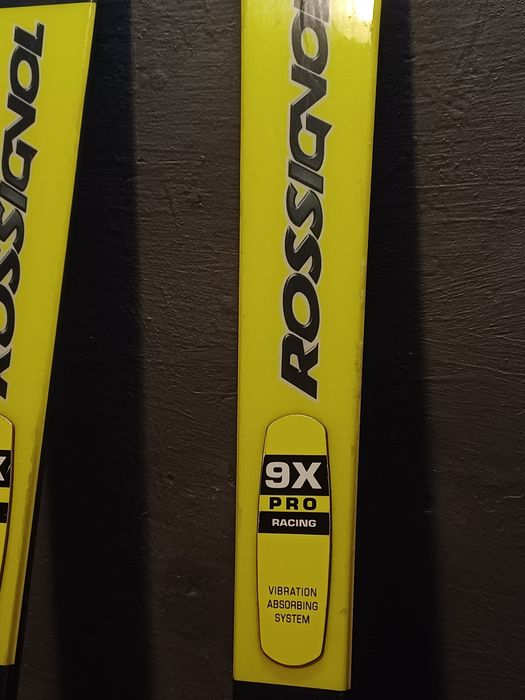 ROSSIGNOL
ROSSIGNOL
9X
PRO
RACING
VIBRATION
ABSORBING
SYSTEM
X